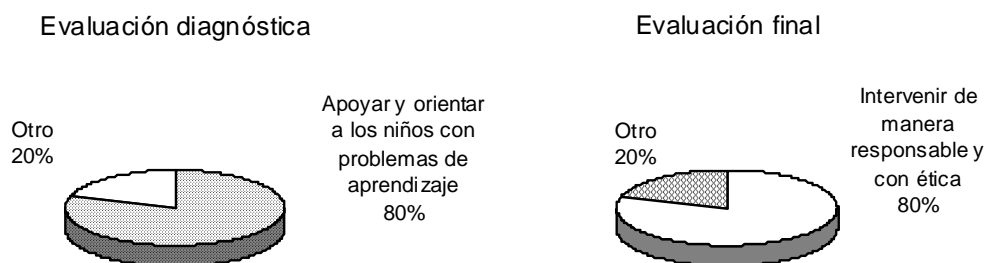 Evaluación diagnóstica
Otro
20%
Apoyar y orientar
a los niños con
problemas de
aprendizaje
80%
Evaluación final
Otro
20%
Intervenir de
manera
responsable y
con ética
80%